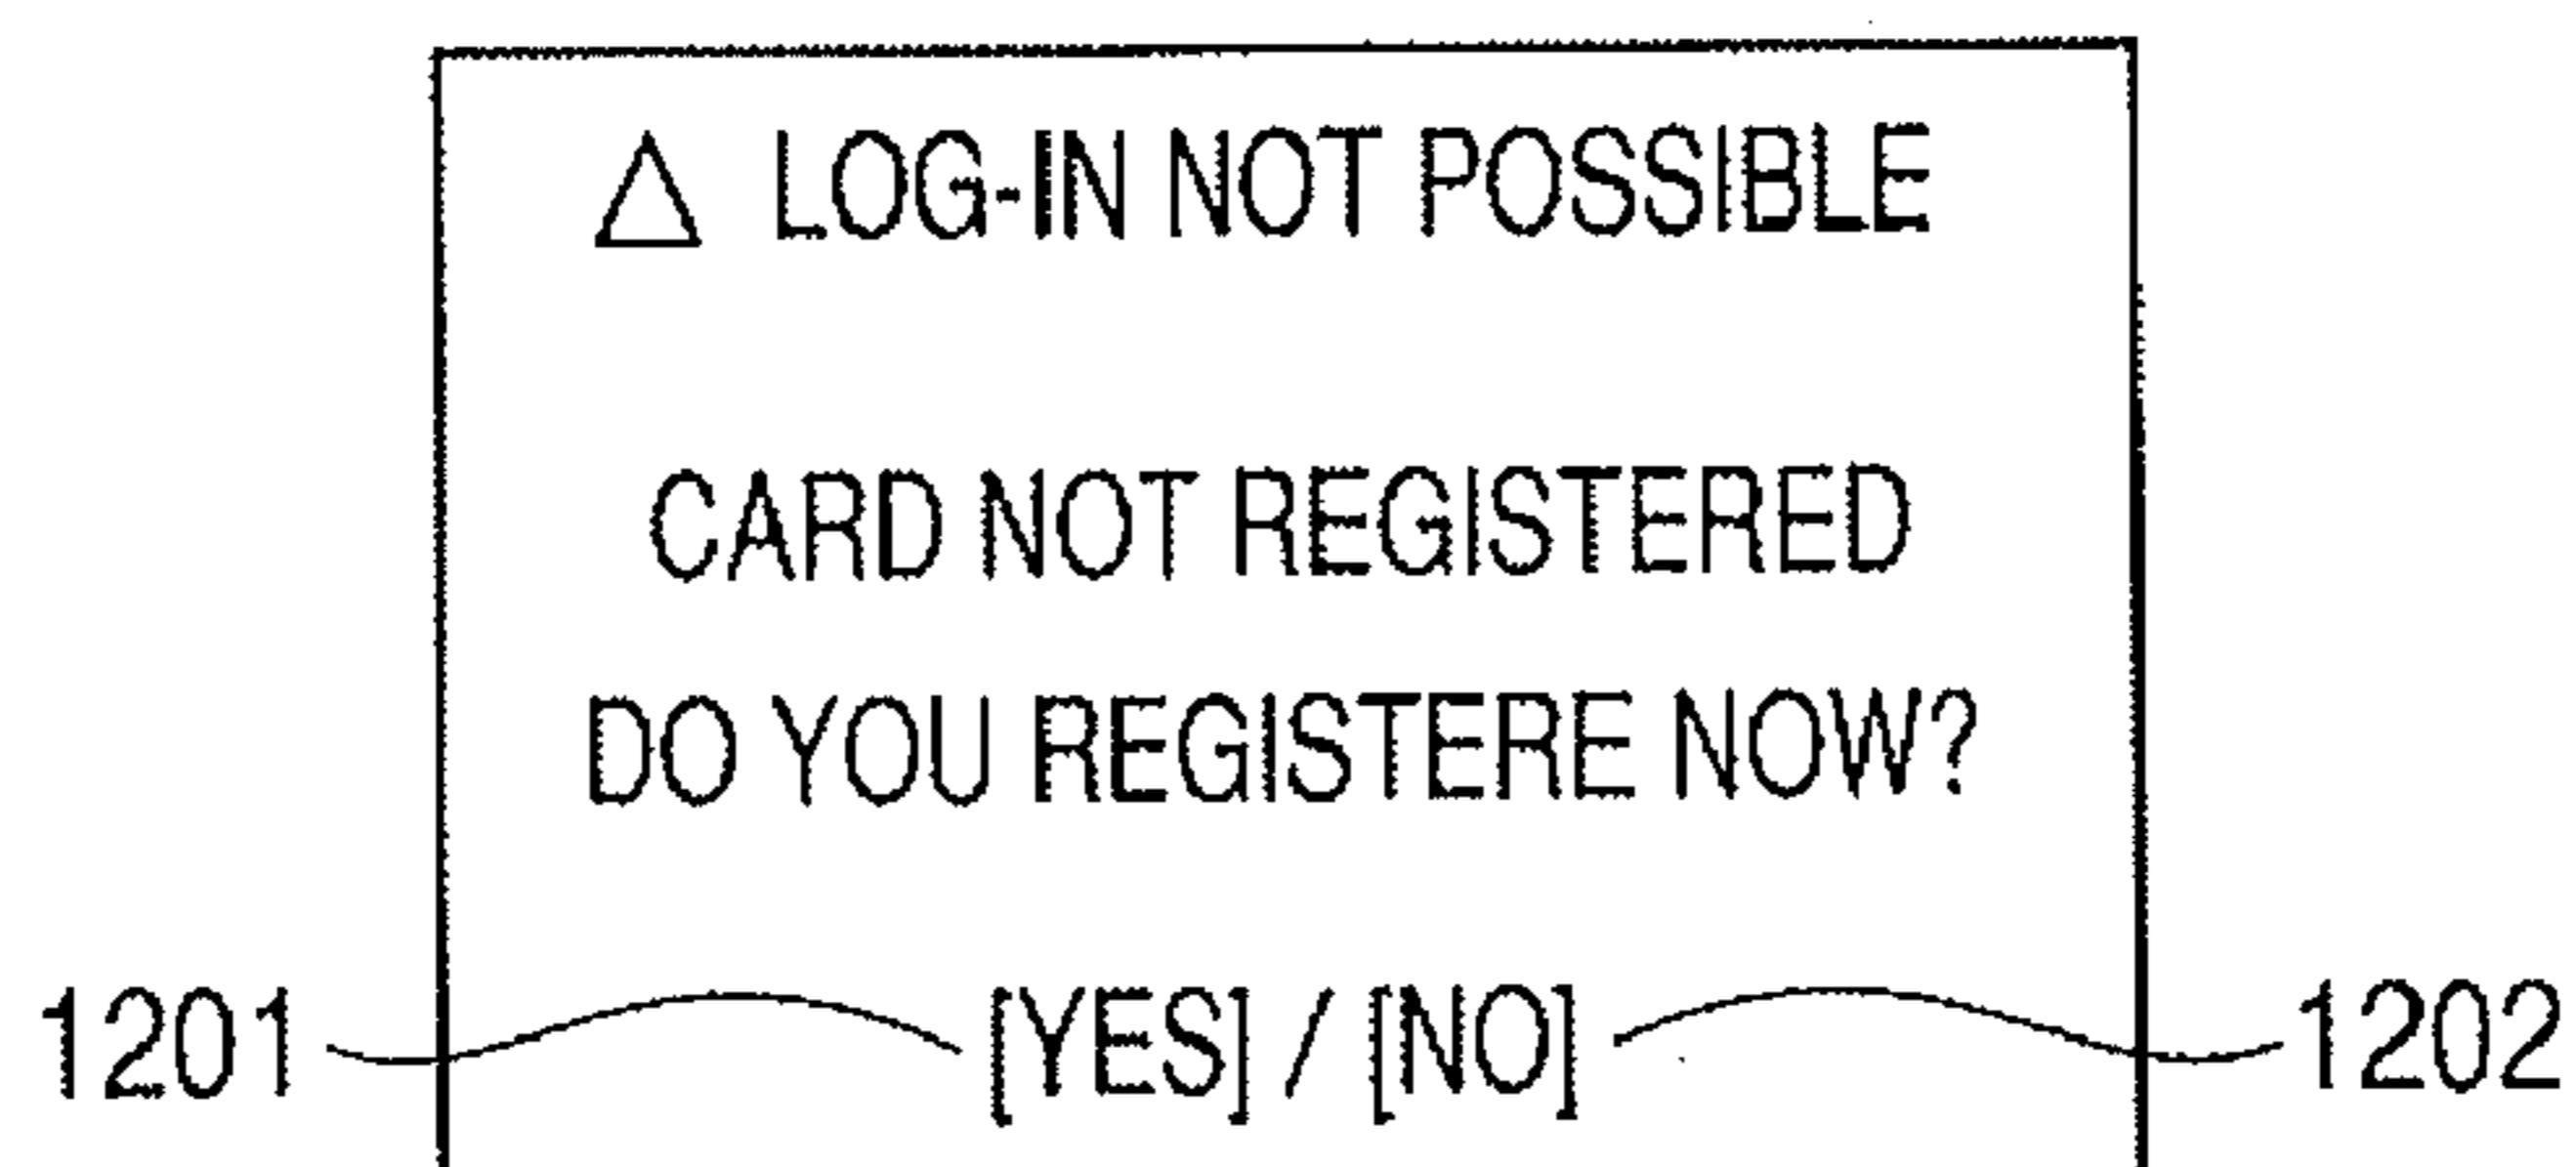 △ LOG-IN NOT POSSIBLE
CARD NOT REGISTERED
DO YOU REGISTERE NOW?
1201 [YES] / [NO] 1202